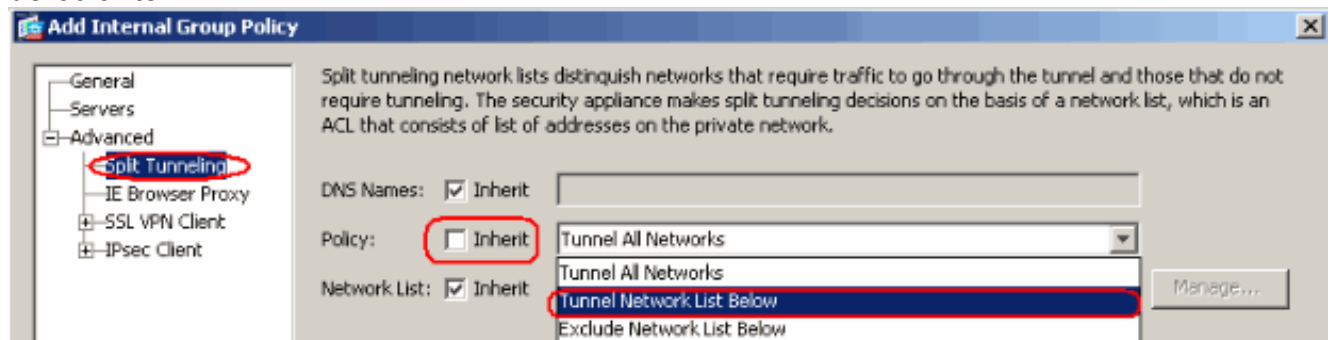 Add Internal Group Policy
General
Servers
Advanced
Split Tunneling
IE Browser Proxy
SSL VPN Client
IPsec Client
Split tunneling network lists distinguish networks that require traffic to go through the tunnel and those that do not
require tunneling. The security appliance makes split tunneling decisions on the basis of a network list, which is an
ACL that consists of list of addresses on the private network.
DNS Names: Inherit
Policy: Inherit Tunnel All Networks
Tunnel All Networks
Network List: Inherit Tunnel Network List Below Manage...
Exclude Network List Below